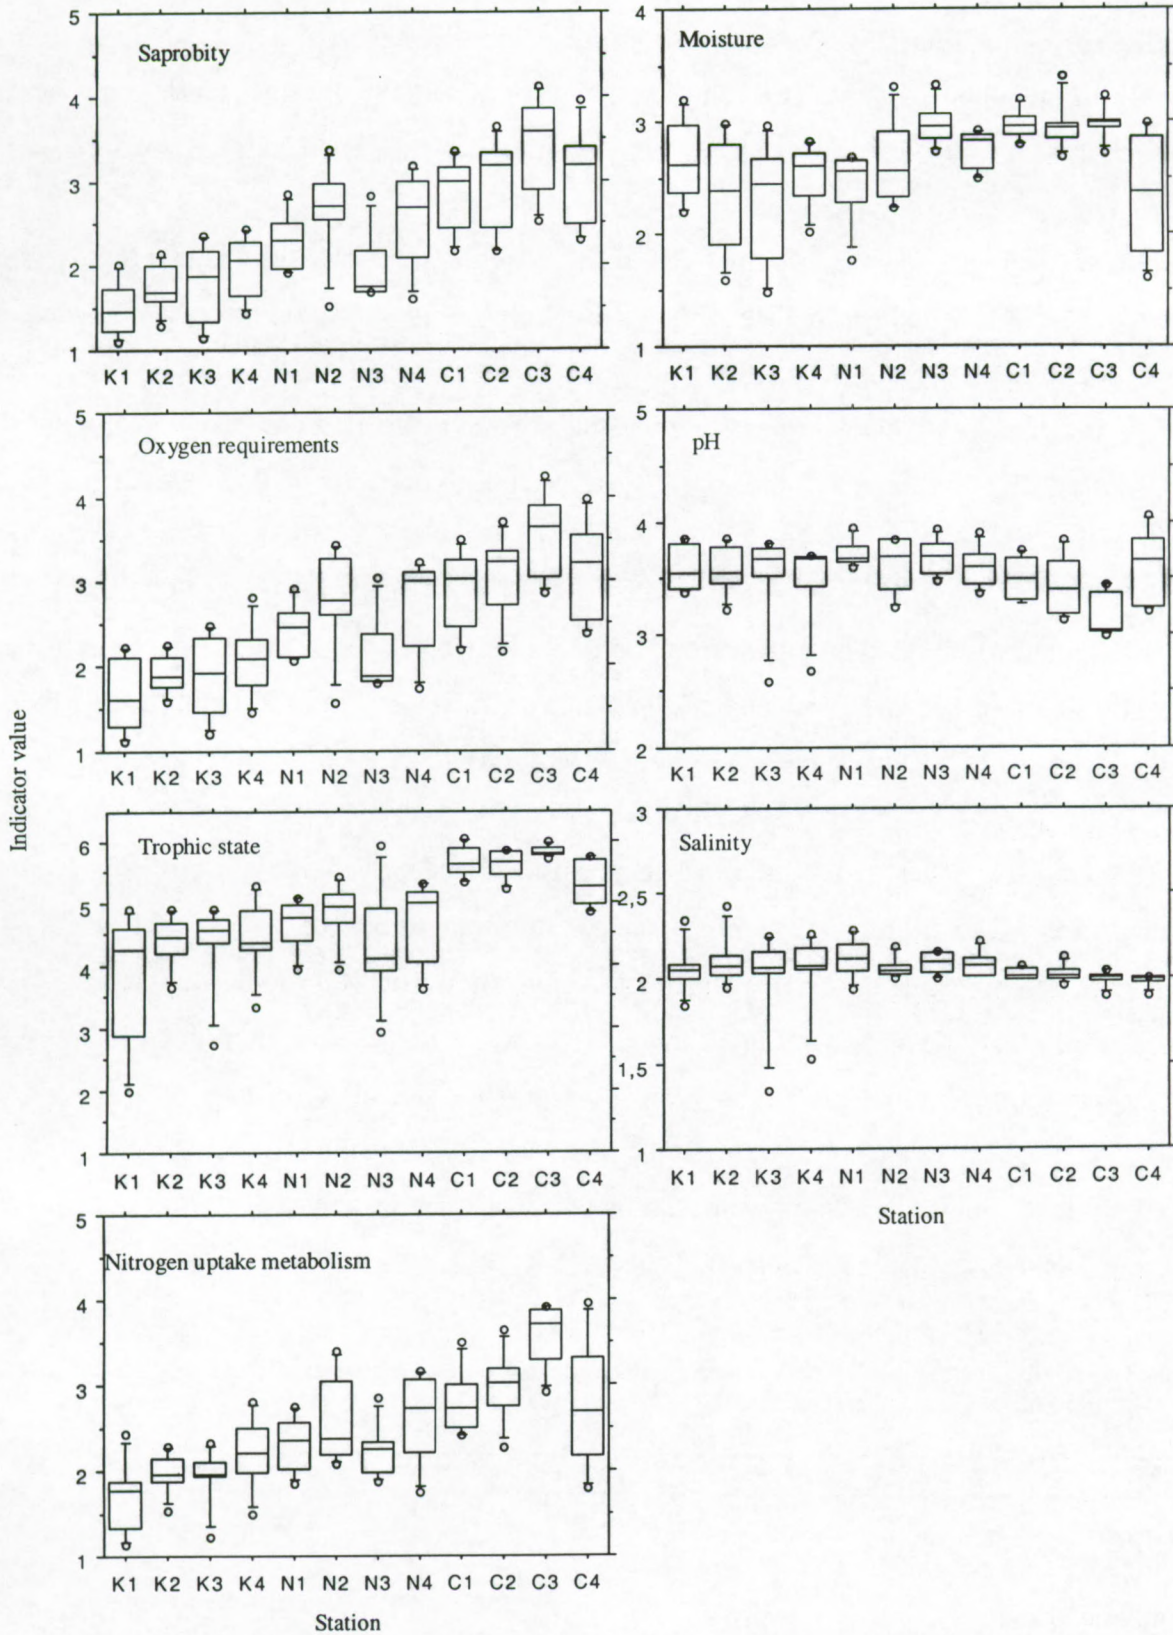 Saprobity
5
4
3
2
1
K1 K2 K3 K4 N1 N2 N3 N4 C1 C2 C3 C4
Moisture
4
3
2
1
K1 K2 K3 K4 N1 N2 N3 N4 C1 C2 C3 C4
Oxygen requirements
5
4
3
2
1
K1 K2 K3 K4 N1 N2 N3 N4 C1 C2 C3 C4
pH
5
4
3
2
K1 K2 K3 K4 N1 N2 N3 N4 C1 C2 C3 C4
Indicator value
Trophic state
6
5
4
3
2
1
K1 K2 K3 K4 N1 N2 N3 N4 C1 C2 C3 C4
Salinity
3
2,5
2
1,5
1
K1 K2 K3 K4 N1 N2 N3 N4 C1 C2 C3 C4
Station
Nitrogen uptake metabolism
5
4
3
2
1
K1 K2 K3 K4 N1 N2 N3 N4 C1 C2 C3 C4
Station